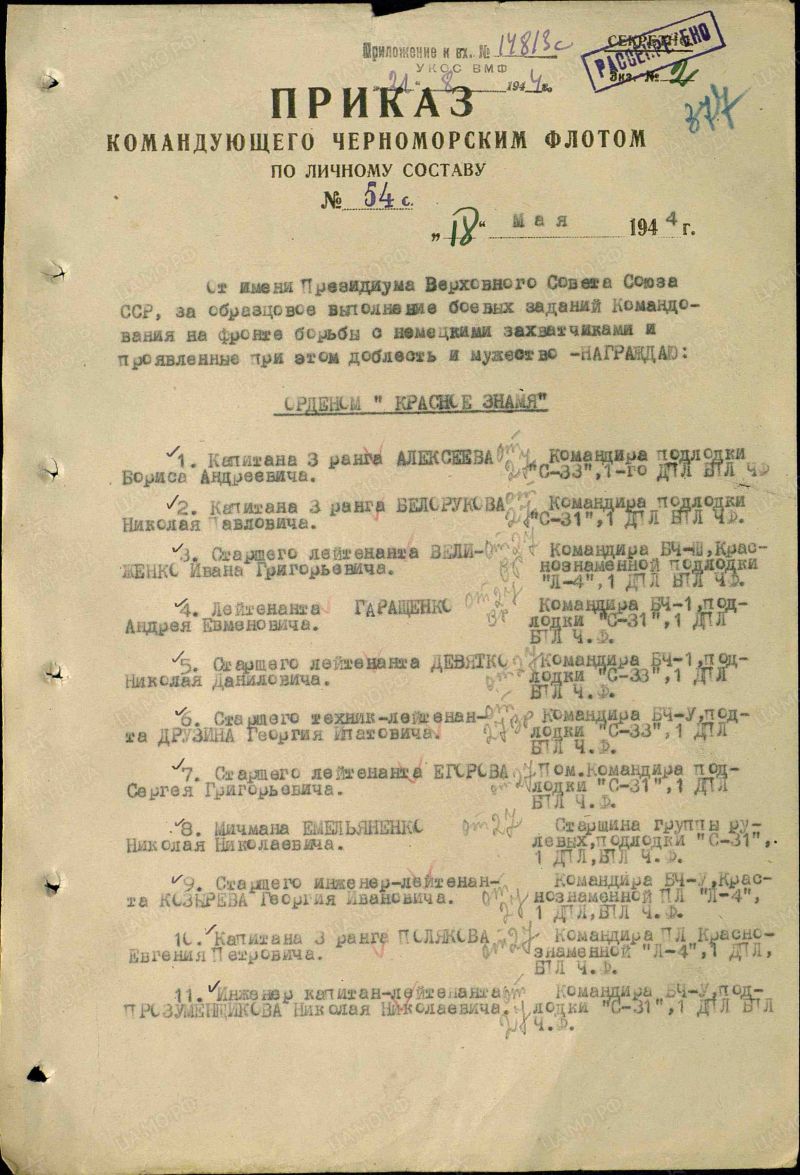 Приложение к вх. № 14813с
УКОС ВМФ
"21" 8 1944г.
СЕКРЕТНО
РАССЕКРЕЧЕНО
Экз. № 2
377
ПРИКАЗ
КОМАНДУЮЩЕГО ЧЕРНОМОРСКИМ ФЛОТОМ
ПО ЛИЧНОМУ СОСТАВУ
№ 54 с.
„18“ Мая 1944 г.
От имени Президиума Верховного Совета Союза
ССР, за образцовое выполнение боевых заданий Командо-
вания на фронте борьбы с немецкими захватчиками и
проявленные при этом доблесть и мужество -НАГРАЖДАЮ:
ОРДЕНОМ " КРАСНОЕ ЗНАМЯ"
1. Капитана 3 ранга АЛЕКСЕЕВА Командира подлодки
Бориса Андреевича. "С-33",1-го ДПЛ БПЛ ЧФ
2. Капитана 3 ранга БЕЛОРУКОВА Командира подлодки
Николая Павловича. "С-31",1 ДПЛ БПЛ ЧФ.
3. Старшего лейтенанта ВЕЛИ- Командира БЧ-Ш,Крас-
ЖЕНКО Ивана Григорьевича. нознаменной подлодки
"Л-4",1 ДПЛ БПЛ ЧФ.
4. Лейтенанта ГАРАЩЕНКО Командира БЧ-1,под-
Андрея Евменовича. лодки "С-31",1 ДПЛ
БПЛ Ч.Ф.
5. Старшего лейтенанта ДЕВЯТКО Командира БЧ-1,под-
Николая Даниловича. лодки "С-33",1 ДПЛ
БПЛ Ч.Ф.
6. Старшего техник-лейтенан- Командира БЧ-У,под-
та ДРУЗИНА Георгия Ипатовича. лодки "С-33",1 ДПЛ
БПЛ Ч.Ф.
7. Старшего лейтенанта ЕГОРОВА Пом.Командира под-
Сергея Григорьевича. лодки "С-31",1 ДПЛ
БПЛ Ч.Ф.
8. Мичмана ЕМЕЛЬЯНЕНКО от 27 Старшина группы ру-
Николая Николаевича. левых,подлодки "С-31",
1 ДПЛ,БПЛ Ч.Ф.
9. Старшего инженер-лейтенан- Командира БЧ-У,Крас-
та КОЗЫРЕВА Георгия Ивановича. нознаменной ПЛ "Л-4",
1 ДПЛ,БПЛ Ч.Ф.
10. Капитана 3 ранга ПОЛЯКОВА от 27 Командира ПЛ Красно-
Евгения Петровича. знаменной "Л-4",1 ДПЛ,
БПЛ Ч.Ф.
11. Инженер капитан-лейтенанта Командира БЧ-У,под-
ПРОЗУМЕНЩИКОВА Николая Николаевича. лодки "С-31",1 ДПЛ БПЛ
Ч.Ф.